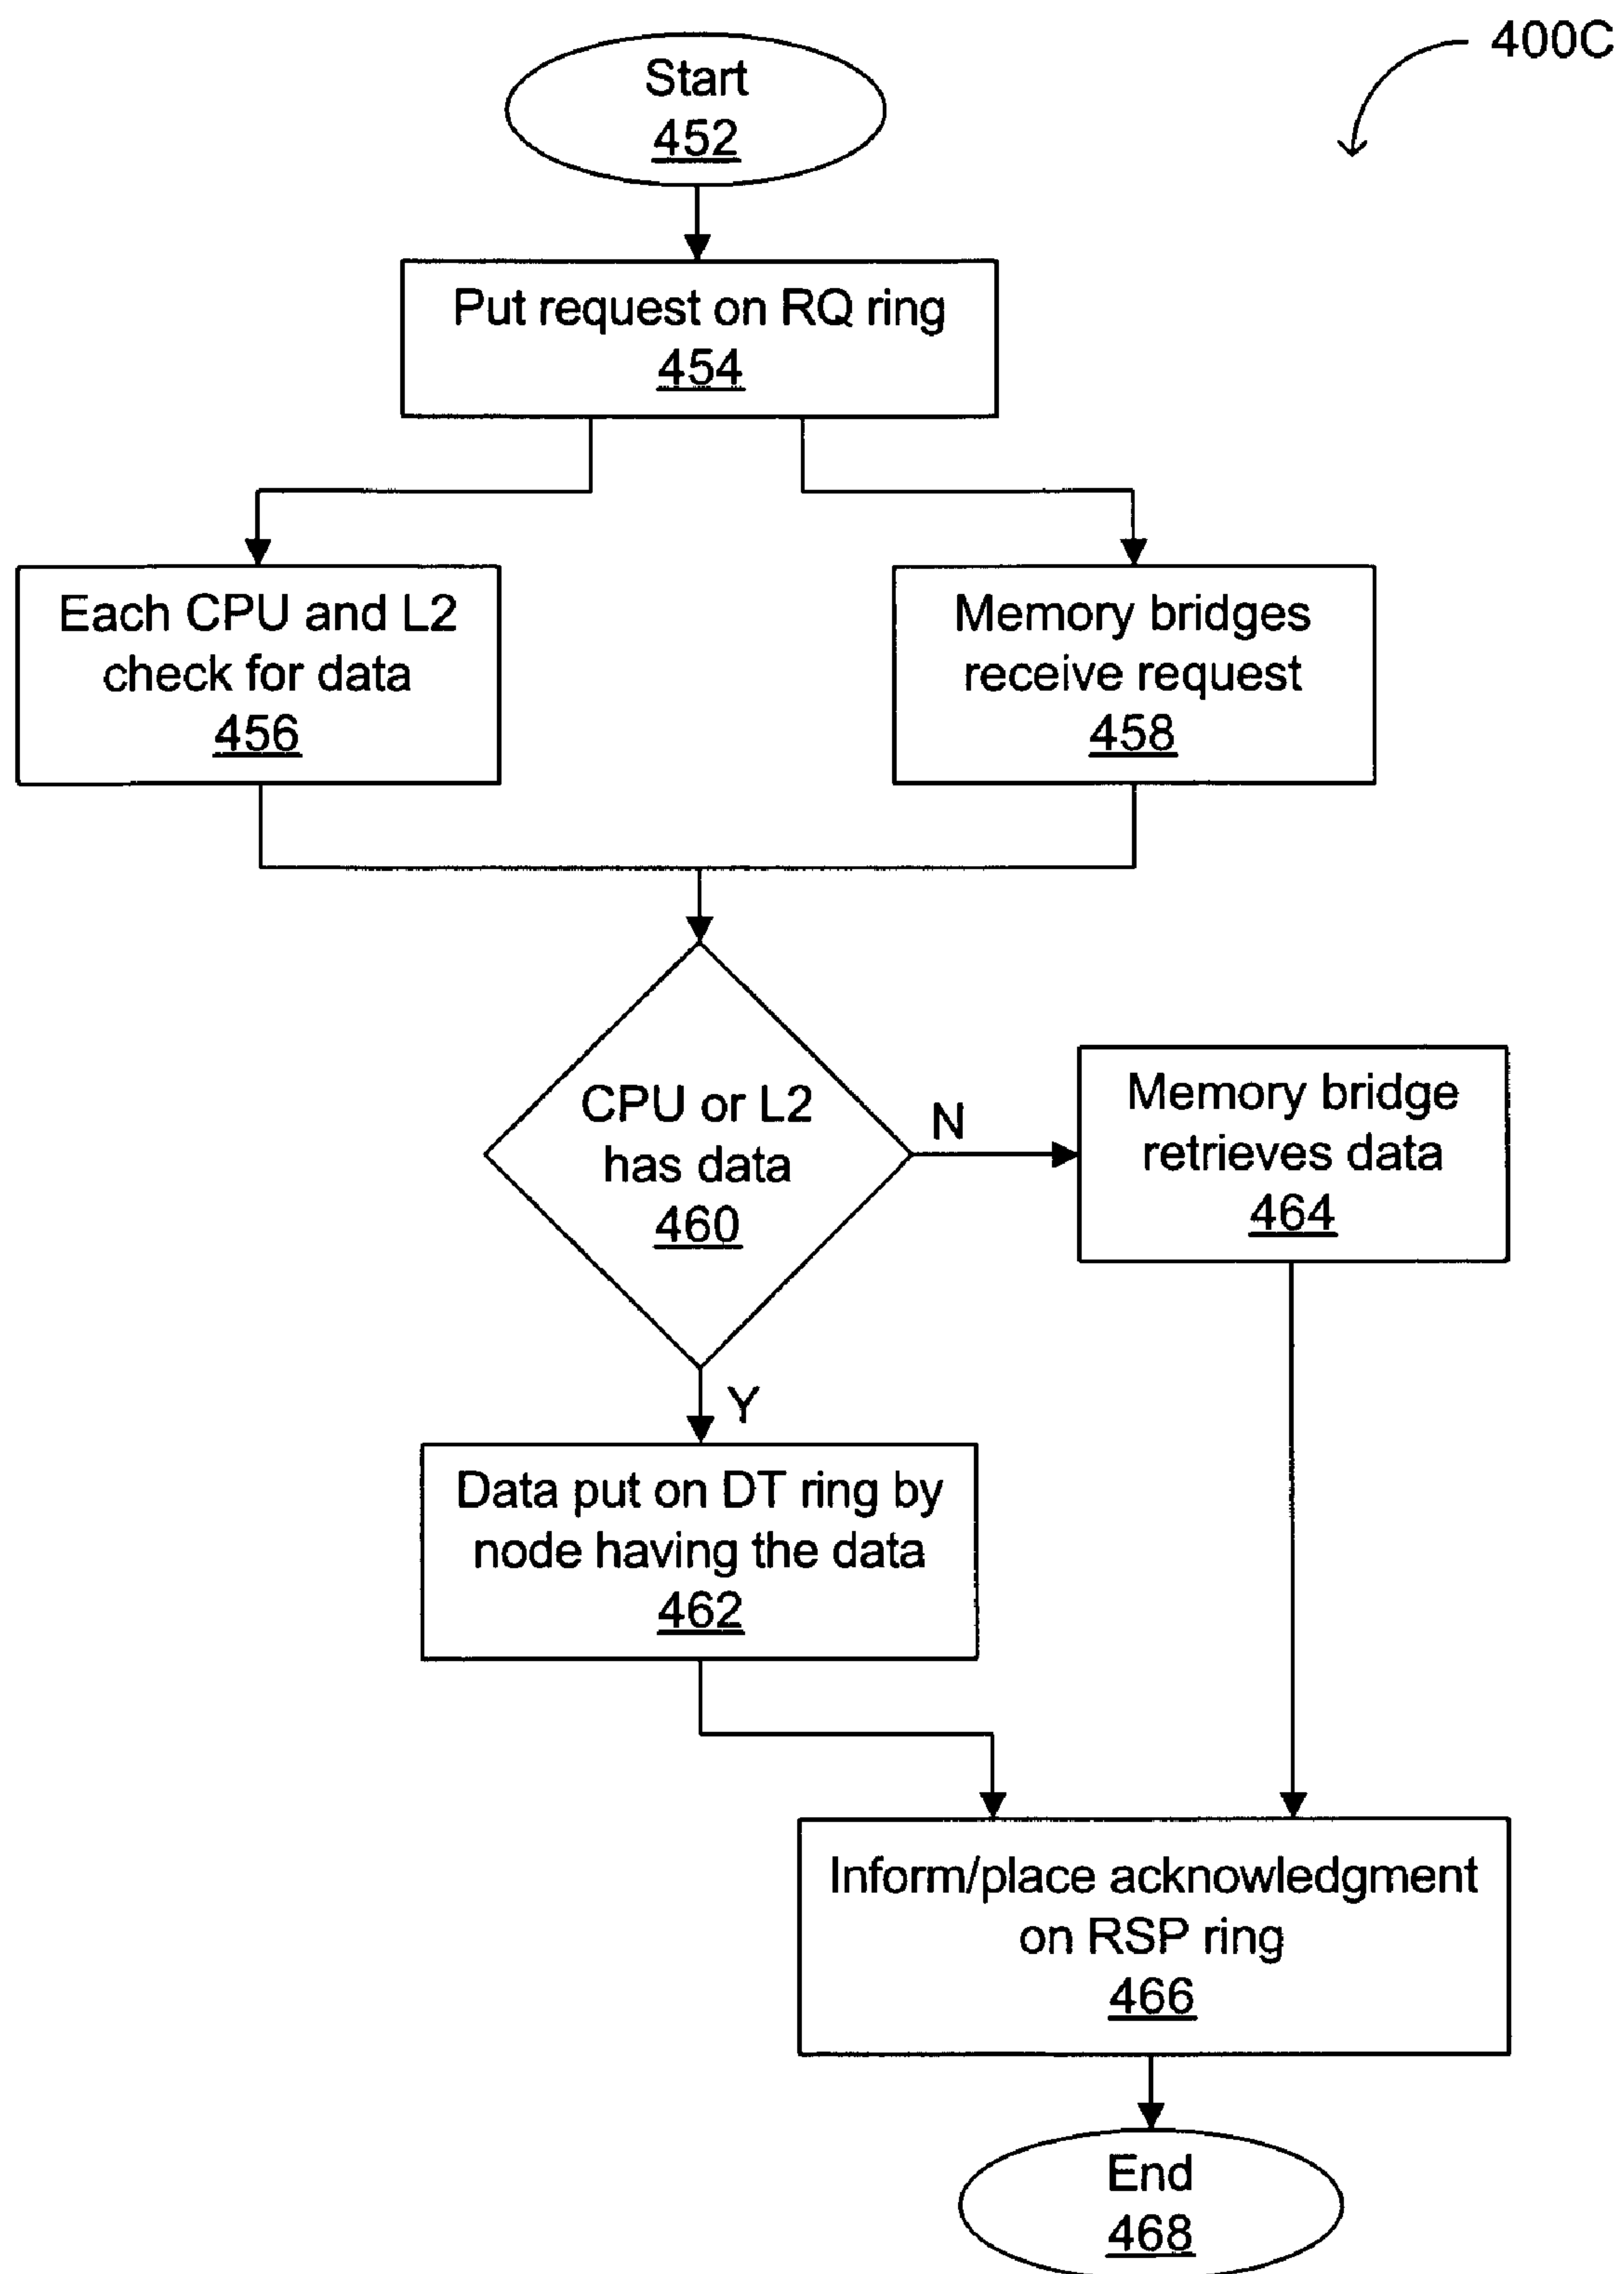 400C
Start
452
Put request on RQ ring
454
Each CPU and L2
check for data
456
Memory bridges
receive request
458
CPU or L2
has data
460
N
Memory bridge
retrieves data
464
Y
Data put on DT ring by
node having the data
462
Inform/place acknowledgment
on RSP ring
466
End
468